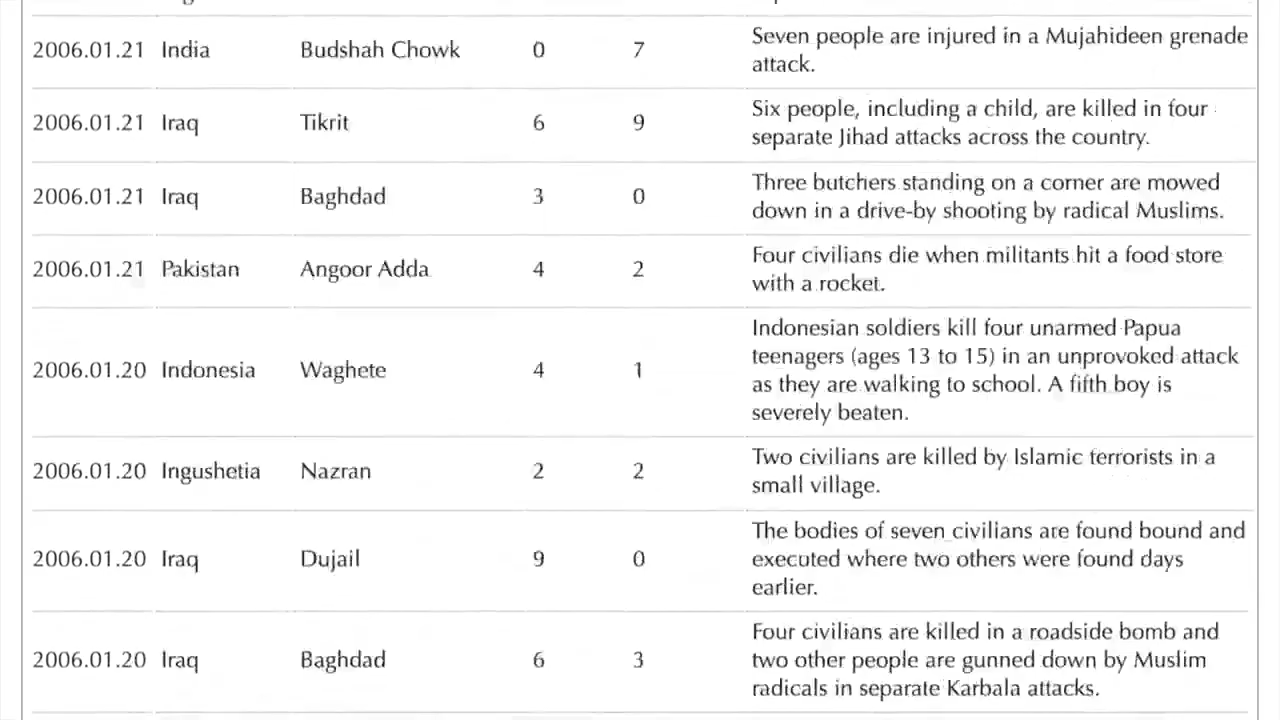 2006.01.21 India Budshah Chowk 0 7 Seven people are injured in a Mujahideen grenade
attack.
2006.01.21 Iraq Tikrit 6 9 Six people, including a child, are killed in four
separate Jihad attacks across the country.
2006.01.21 Iraq Baghdad 3 0 Three butchers standing on a corner are mowed
down in a drive-by shooting by radical Muslims.
2006.01.21 Pakistan Angoor Adda 4 2 Four civilians die when militants hit a food store
with a rocket.
2006.01.20 Indonesia Waghete 4 1 Indonesian soldiers kill four unarmed Papua
teenagers (ages 13 to 15) in an unprovoked attack
as they are walking to school. A fifth boy is
severely beaten.
2006.01.20 Ingushetia Nazran 2 2 Two civilians are killed by Islamic terrorists in a
small village.
2006.01.20 Iraq Dujail 9 0 The bodies of seven civilians are found bound and
executed where two others were found days
earlier.
2006.01.20 Iraq Baghdad 6 3 Four civilians are killed in a roadside bomb and
two other people are gunned down by Muslim
radicals in separate Karbala attacks.